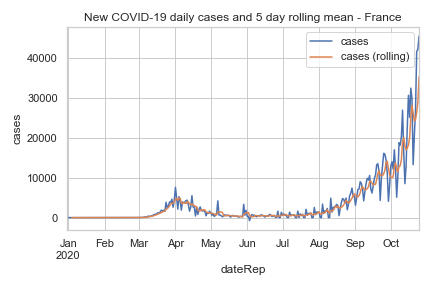 New COVID-19 daily cases and 5 day rolling mean - France
cases
cases (rolling)
40000
30000
20000
10000
0
cases
Jan Feb Mar Apr May Jun Jul Aug Sep Oct
2020
dateRep